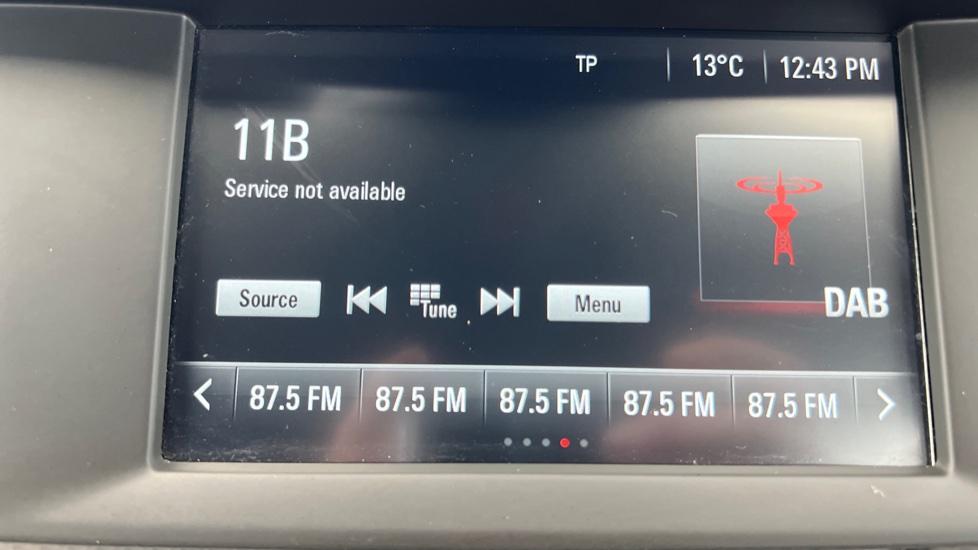 TP 13°C 12:43 PM
11B
Service not available
DAB
Source Tune Menu
87.5 FM 87.5 FM 87.5 FM 87.5 FM 87.5 FM